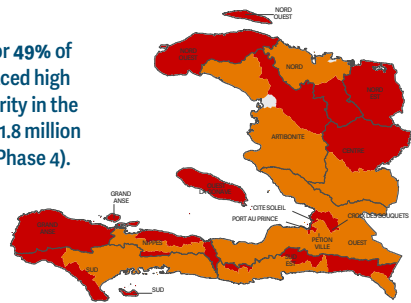 or 49% of
ced high
rity in the
1.8 million
Phase 4).
NORD
OUEST
NORD
ARTIBONITE
GRAND
ANSE
CITE SOLEIL
PORT AU PRINCE
CROIX DES BOUQUETS
PETION
VILLE
OUEST
NIPPES
SUD
SUD